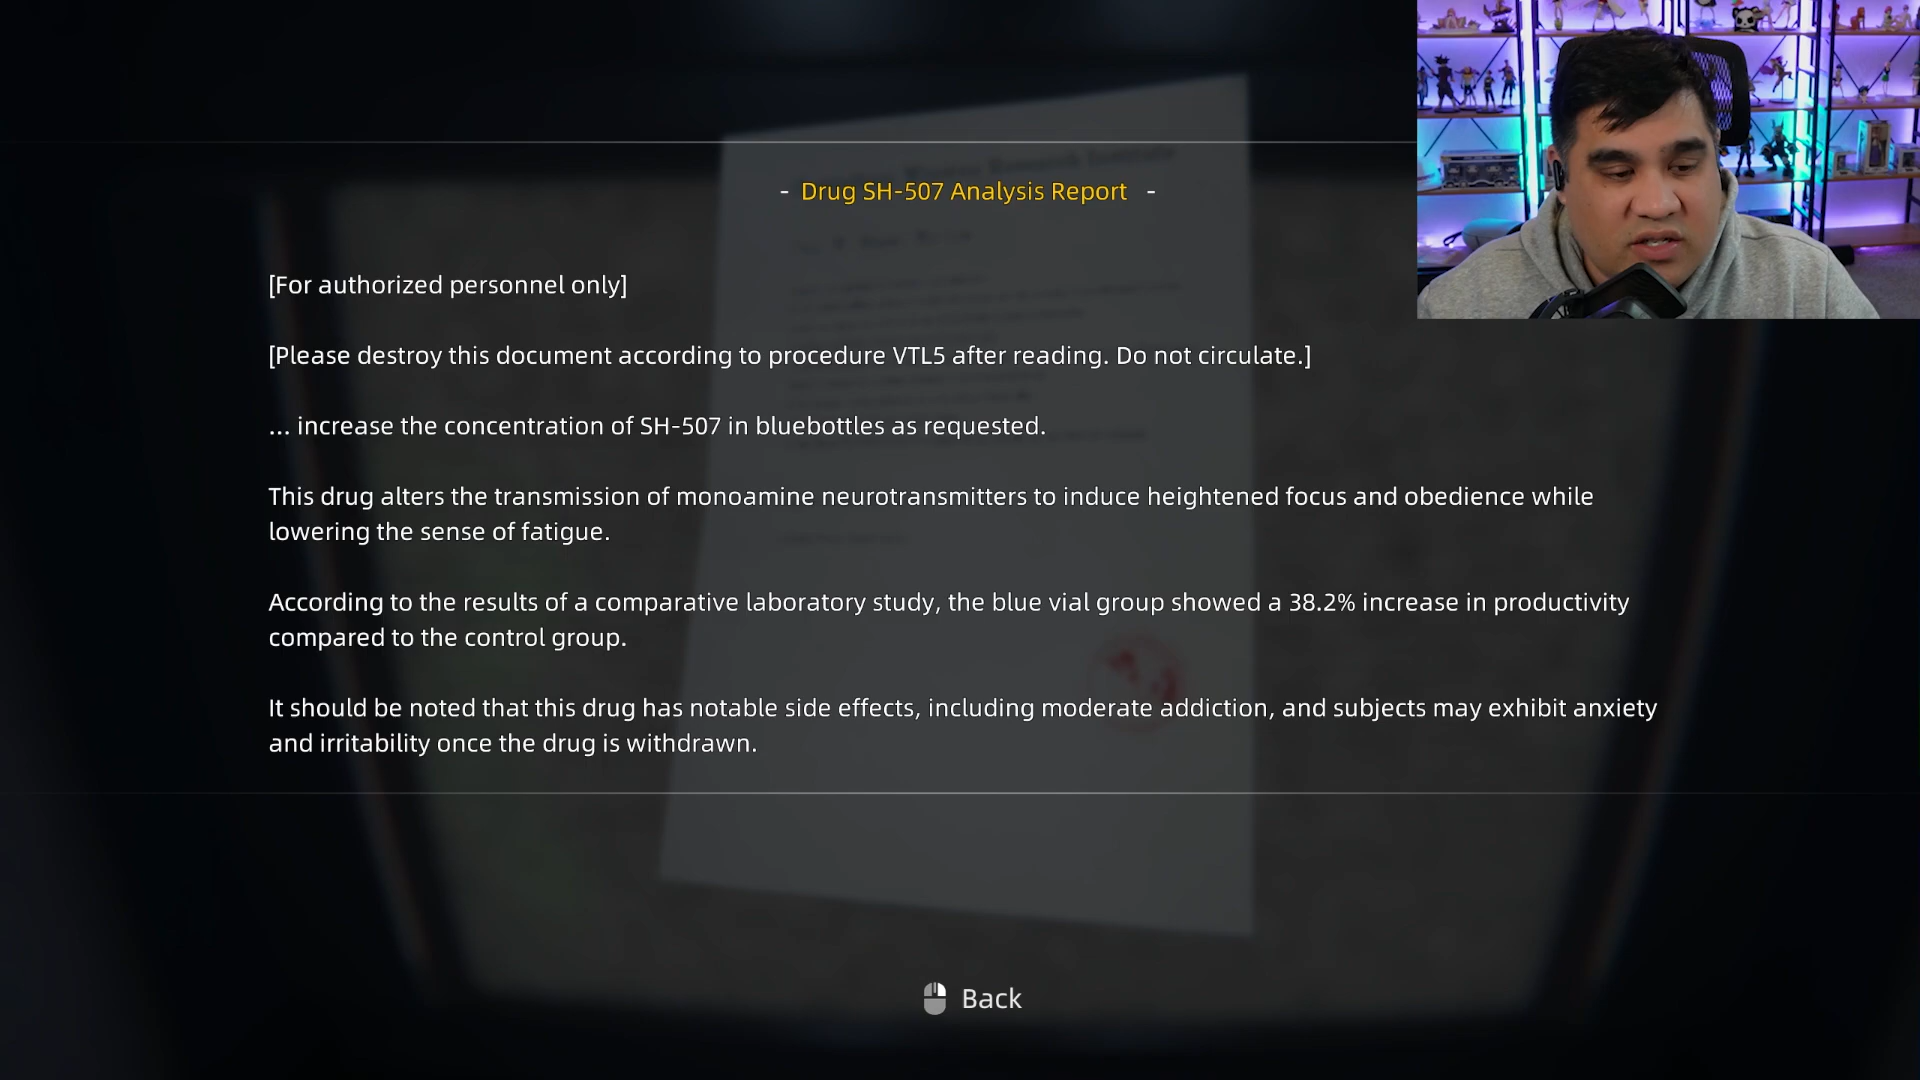 - Drug SH-507 Analysis Report -
[For authorized personnel only]
[Please destroy this document according to procedure VTL5 after reading. Do not circulate.]
... increase the concentration of SH-507 in bluebottles as requested.
This drug alters the transmission of monoamine neurotransmitters to induce heightened focus and obedience while
lowering the sense of fatigue.
According to the results of a comparative laboratory study, the blue vial group showed a 38.2% increase in productivity
compared to the control group.
It should be noted that this drug has notable side effects, including moderate addiction, and subjects may exhibit anxiety
and irritability once the drug is withdrawn.
Back